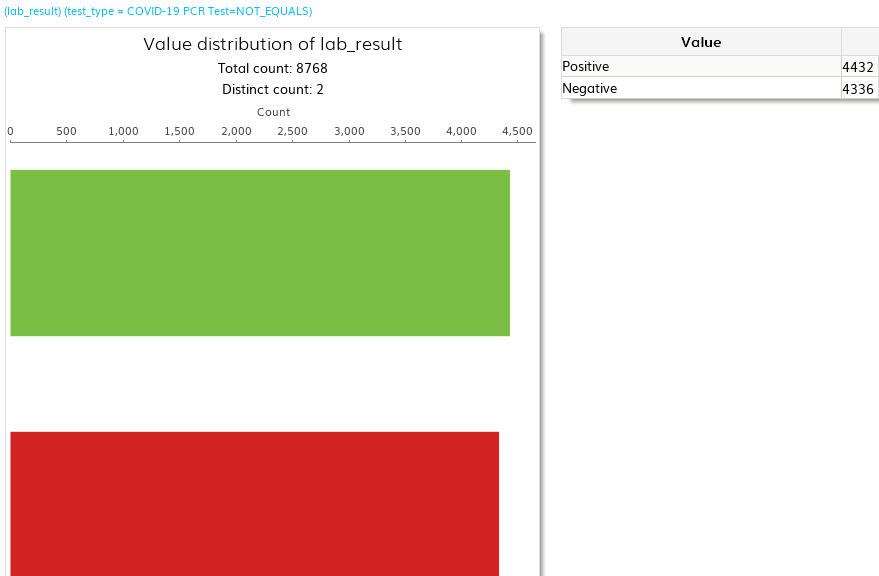 (lab_result) (test_type = COVID-19 PCR Test=NOT_EQUALS)
Value distribution of lab_result
Total count: 8768
Distinct count: 2
Count
0 500 1,000 1,500 2,000 2,500 3,000 3,500 4,000 4,500
Value
Positive 4432
Negative 4336